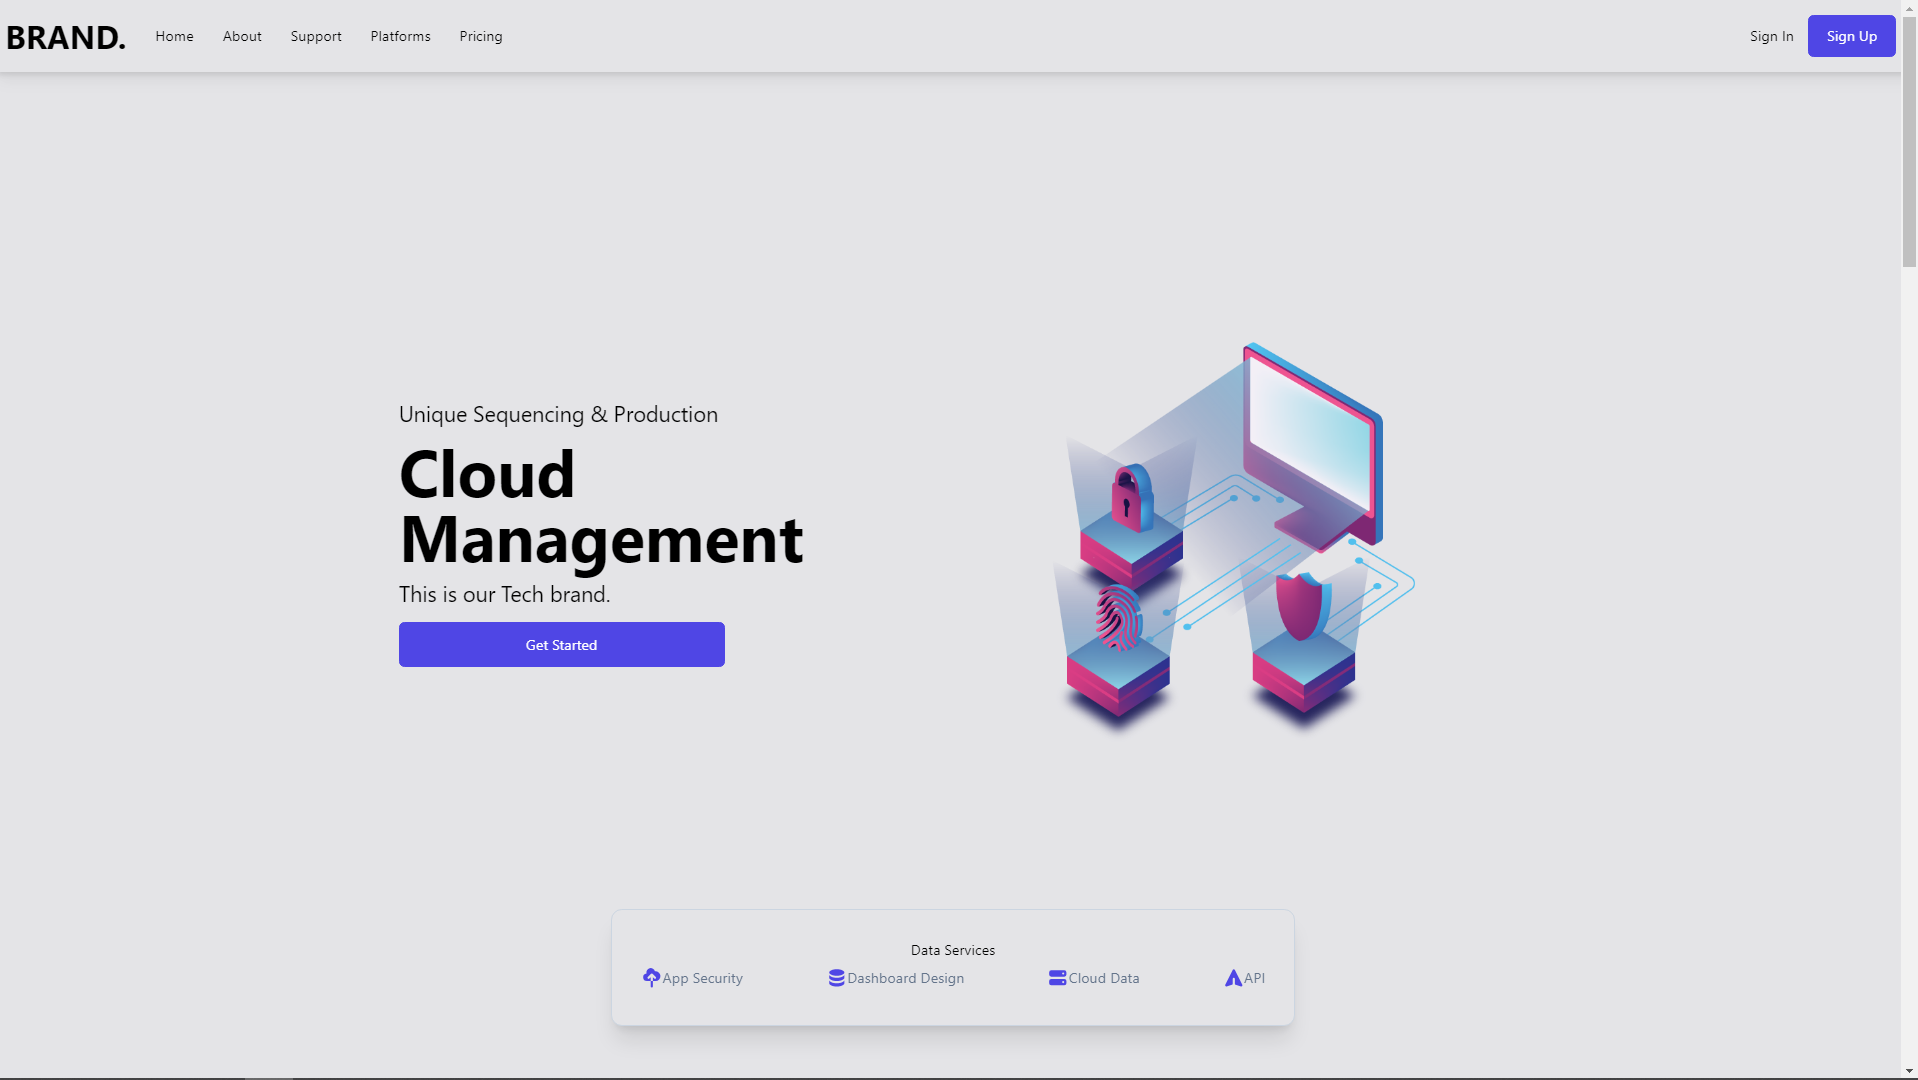 BRAND. Home About Support Platforms Pricing Sign In Sign Up
Unique Sequencing & Production
Cloud
Management
This is our Tech brand.
Get Started
Data Services
App Security Dashboard Design Cloud Data API